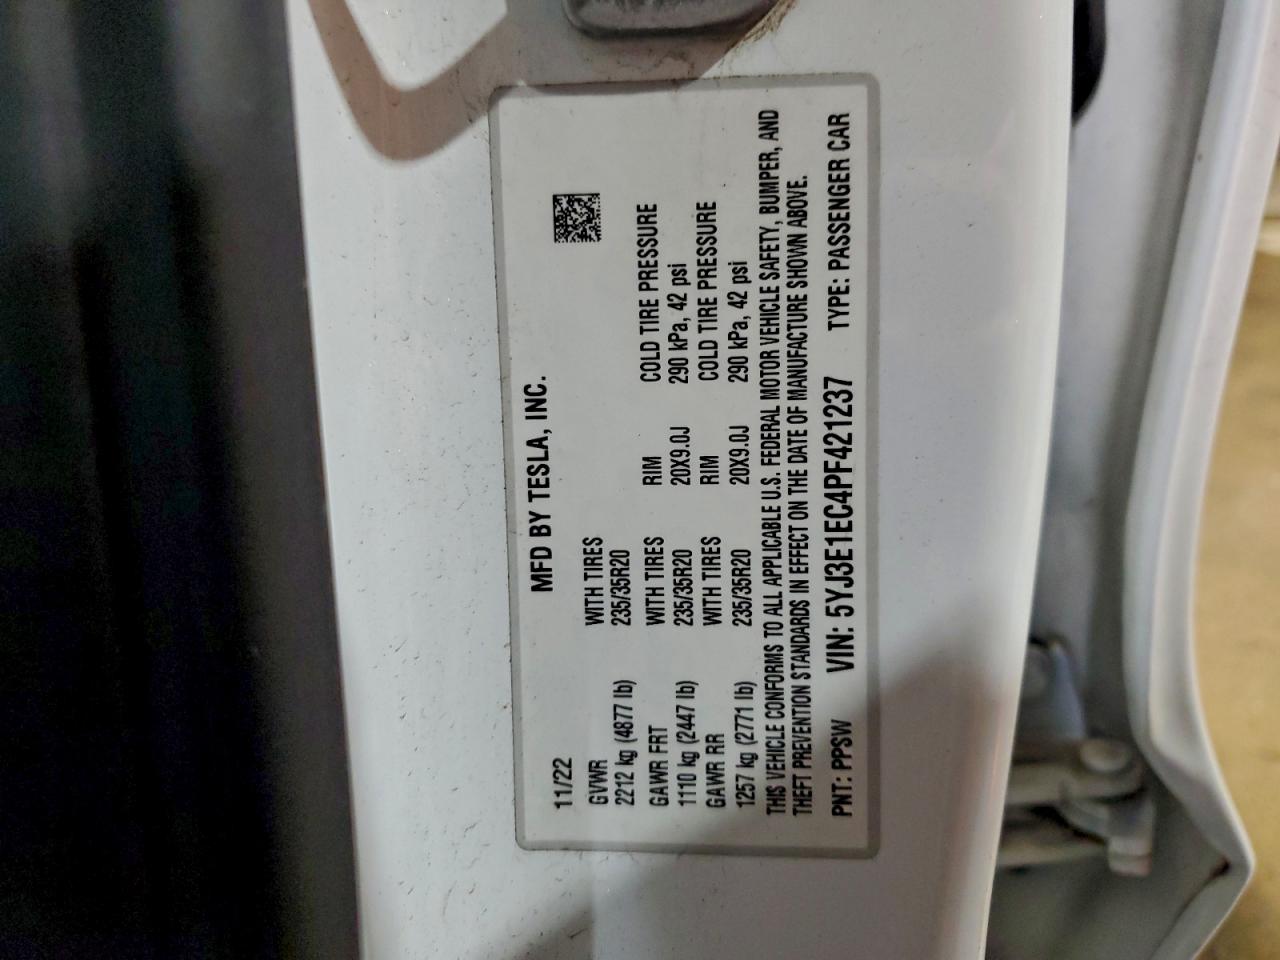 MFD BY TESLA, INC.
11/22
GVWR WITH TIRES
2212 kg (4877 lb) 235/35R20
GAWR FRT WITH TIRES RIM COLD TIRE PRESSURE
1110 kg (2447 lb) 235/35R20 20X9.0J 290 kPa, 42 psi
GAWR RR WITH TIRES RIM COLD TIRE PRESSURE
1257 kg (2771 lb) 235/35R20 20X9.0J 290 kPa, 42 psi
THIS VEHICLE CONFORMS TO ALL APPLICABLE U.S. FEDERAL MOTOR VEHICLE SAFETY, BUMPER, AND
THEFT PREVENTION STANDARDS IN EFFECT ON THE DATE OF MANUFACTURE SHOWN ABOVE.
PNT: PPSW VIN: 5YJ3E1EC4PF421237 TYPE: PASSENGER CAR